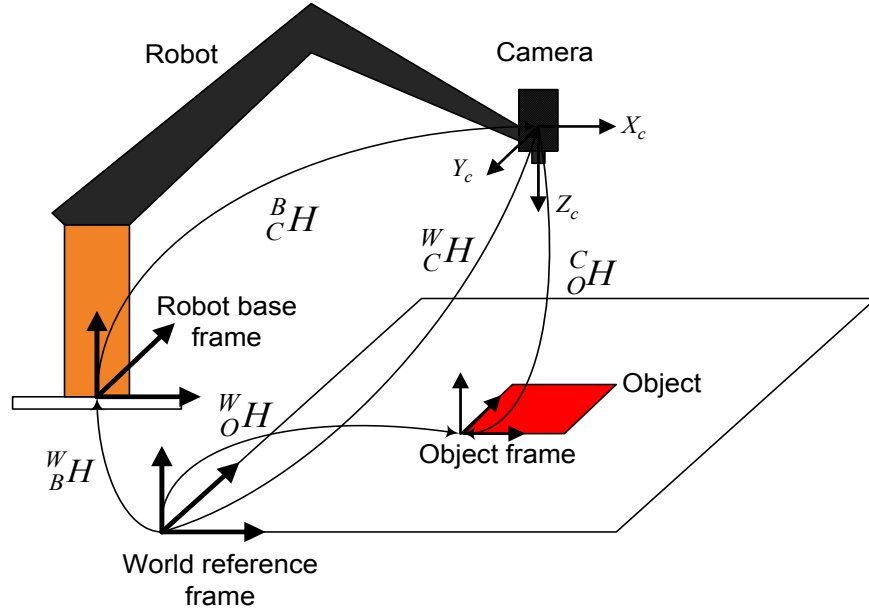 Robot
Camera
X_c
Y_c
Z_c
^B_C H
^W_C H
^C_O H
Robot base
frame
Object
^W_O H
Object frame
^W_B H
World reference
frame